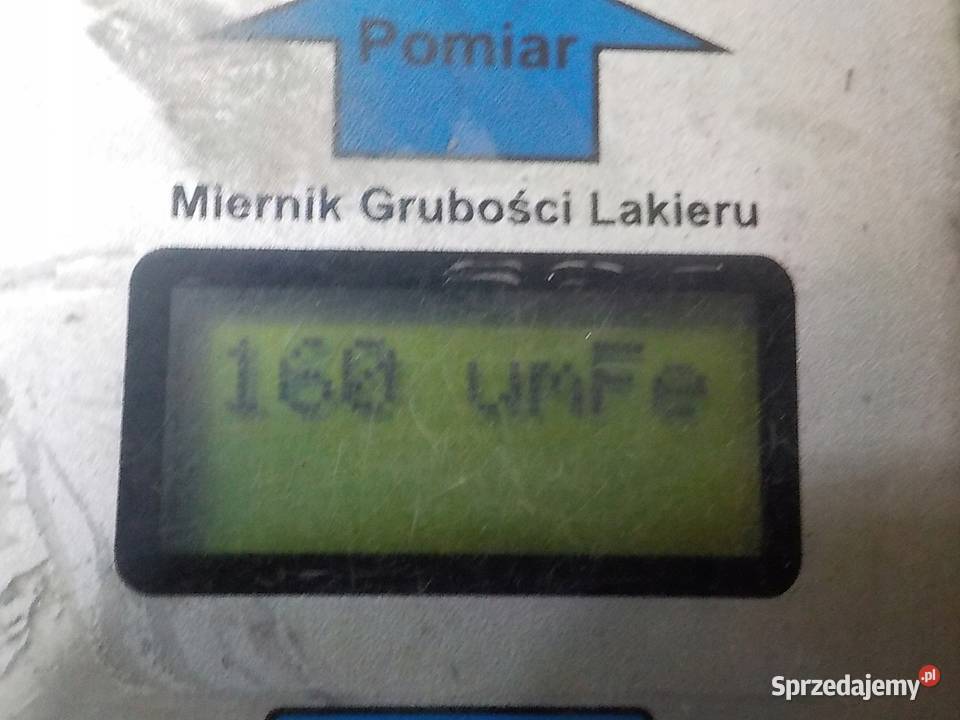 Pomiar
Miernik Grubości Lakieru
160 umFe
Sprzedajemy.pl